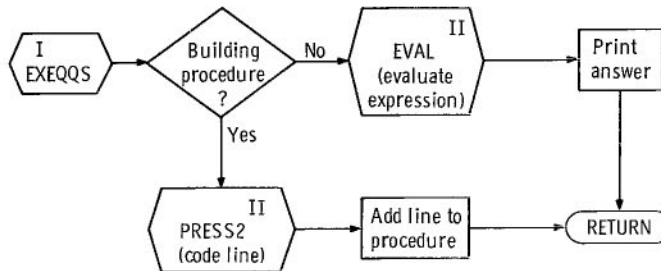 I
EXEQQS
Building
procedure
?
No
II
EVAL
(evaluate
expression)
Print
answer
Yes
II
PRESS2
(code line)
Add line to
procedure
RETURN